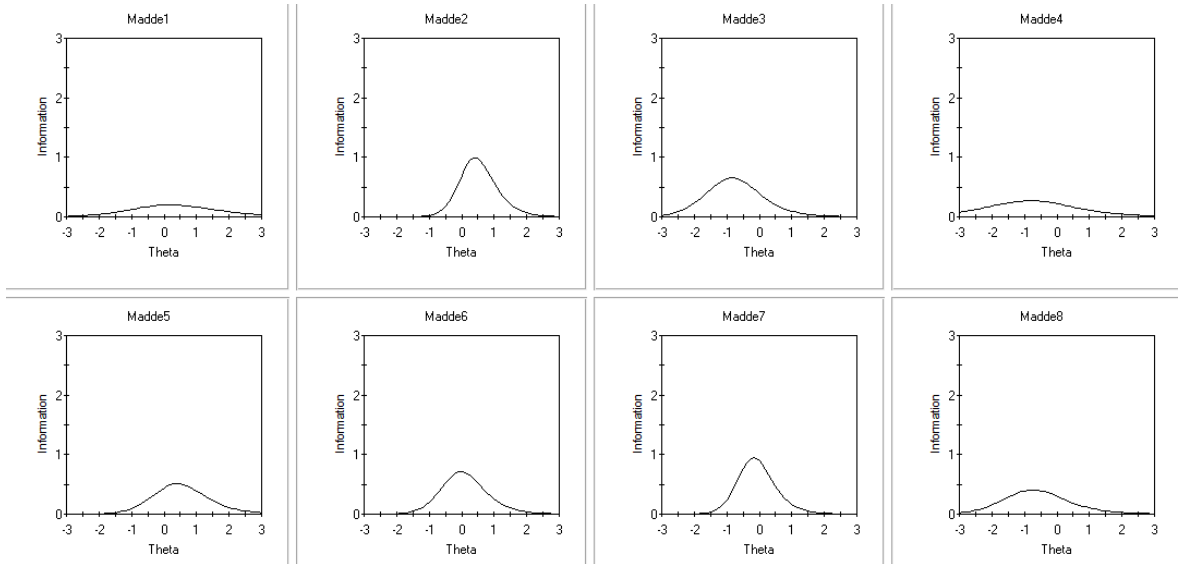 Madde1
3
2
1
0
Information
-3 -2 -1 0 1 2 3
Theta
Madde2
3
2
1
0
Information
-3 -2 -1 0 1 2 3
Theta
Madde3
3
2
1
0
Information
-3 -2 -1 0 1 2 3
Theta
Madde4
3
2
1
0
Information
-3 -2 -1 0 1 2 3
Theta
Madde5
3
2
1
0
Information
-3 -2 -1 0 1 2 3
Theta
Madde6
3
2
1
0
Information
-3 -2 -1 0 1 2 3
Theta
Madde7
3
2
1
0
Information
-3 -2 -1 0 1 2 3
Theta
Madde8
3
2
1
0
Information
-3 -2 -1 0 1 2 3
Theta